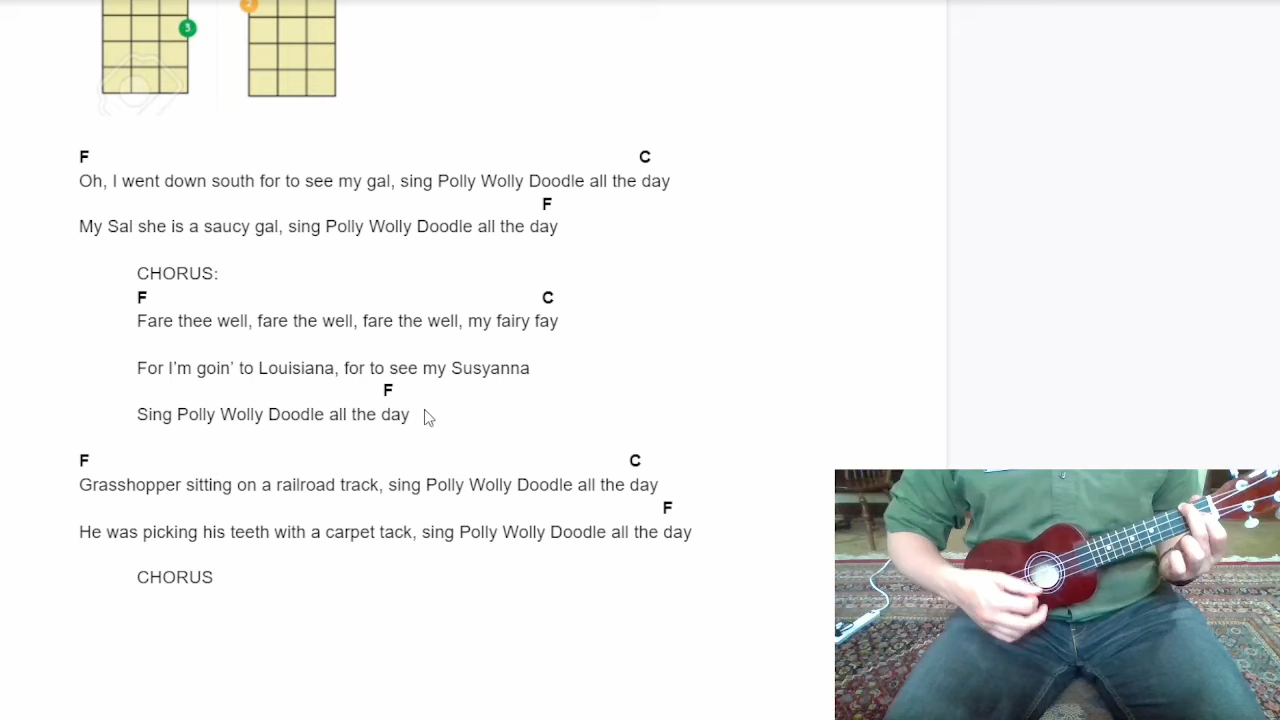 3
2
F C
Oh, I went down south for to see my gal, sing Polly Wolly Doodle all the day
F
My Sal she is a saucy gal, sing Polly Wolly Doodle all the day
CHORUS:
F C
Fare thee well, fare the well, fare the well, my fairy fay
For I’m goin’ to Louisiana, for to see my Susyanna
F
Sing Polly Wolly Doodle all the day
F C
Grasshopper sitting on a railroad track, sing Polly Wolly Doodle all the day
F
He was picking his teeth with a carpet tack, sing Polly Wolly Doodle all the day
CHORUS